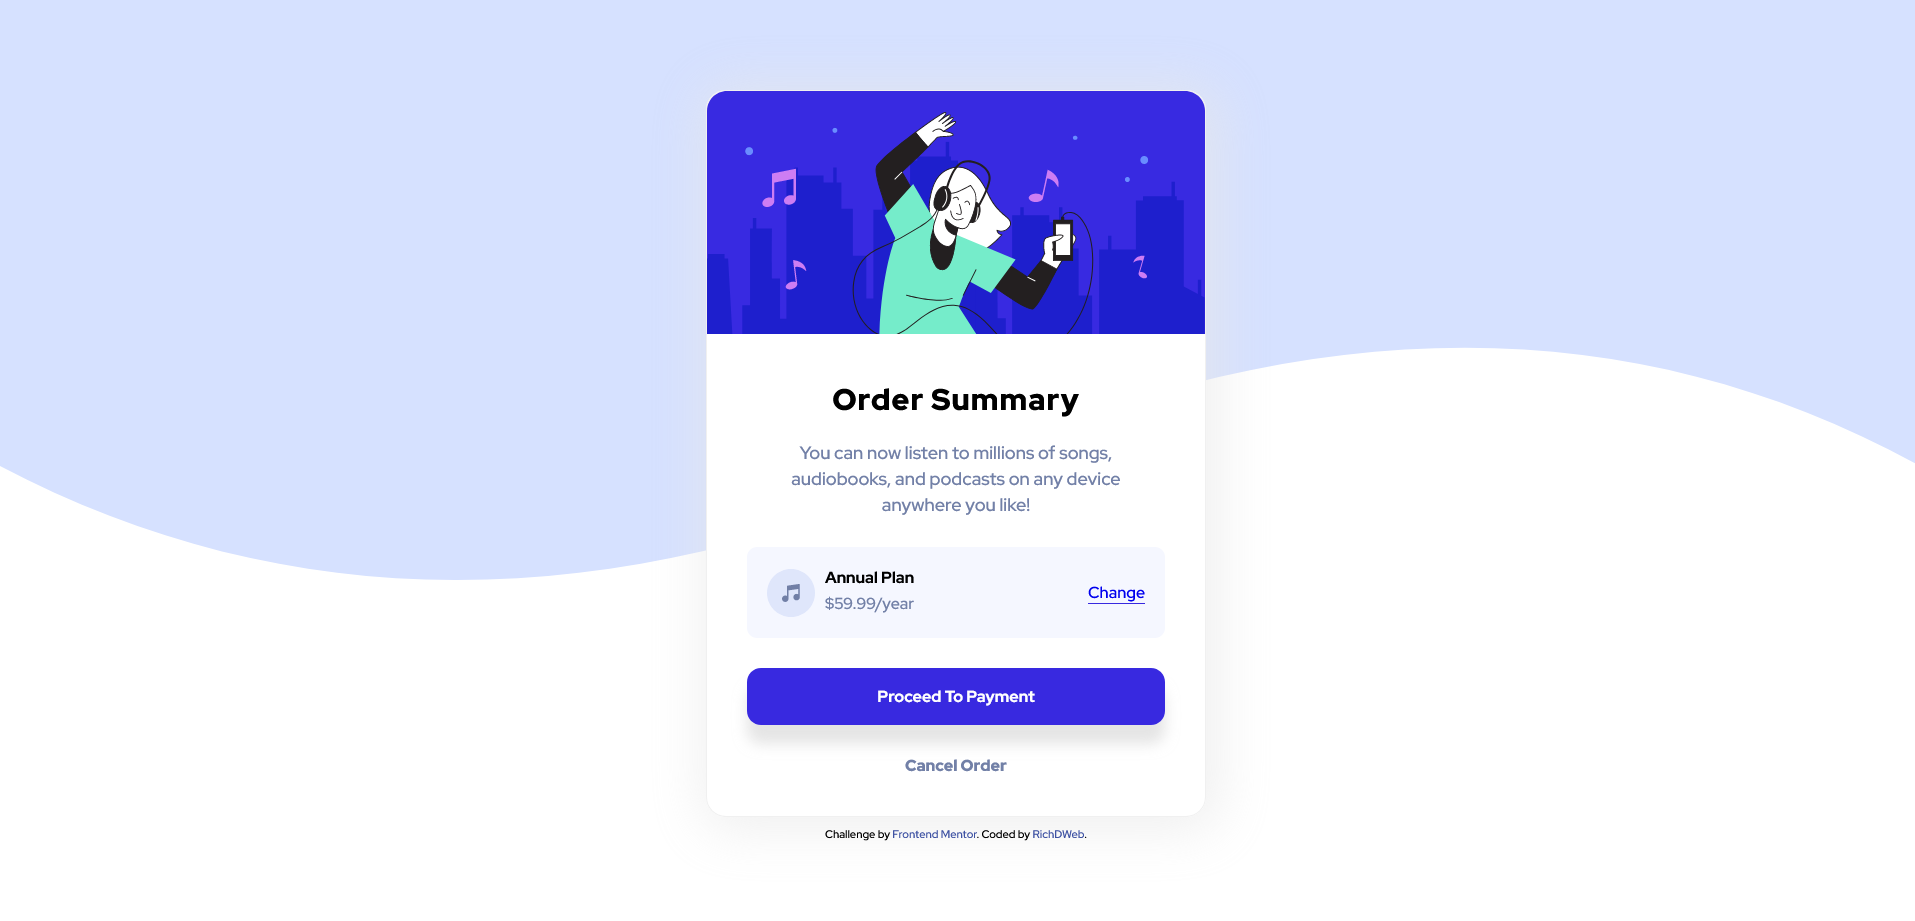 Order Summary
You can now listen to millions of songs,
audiobooks, and podcasts on any device
anywhere you like!
Annual Plan
$59.99/year
Change
Proceed To Payment
Cancel Order
Challenge by Frontend Mentor. Coded by RichDWeb.